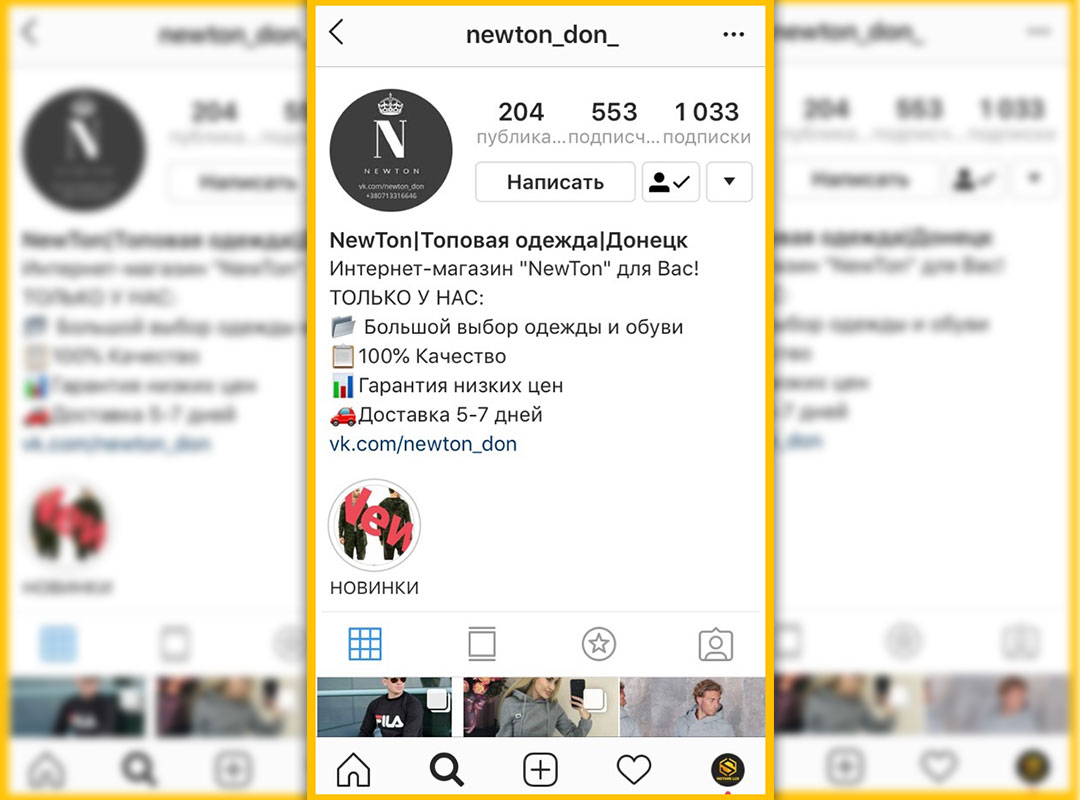 newton_don_
204 553 1 033
публика... подписч... подписки
N
NEWTON
vk.com/newton_don
+380713316646
Написать
NewTon|Топовая одежда|Донецк
Интернет-магазин "NewTon" для Вас!
ТОЛЬКО У НАС:
Большой выбор одежды и обуви
100% Качество
Гарантия низких цен
Доставка 5-7 дней
vk.com/newton_don
New
НОВИНКИ
FILA